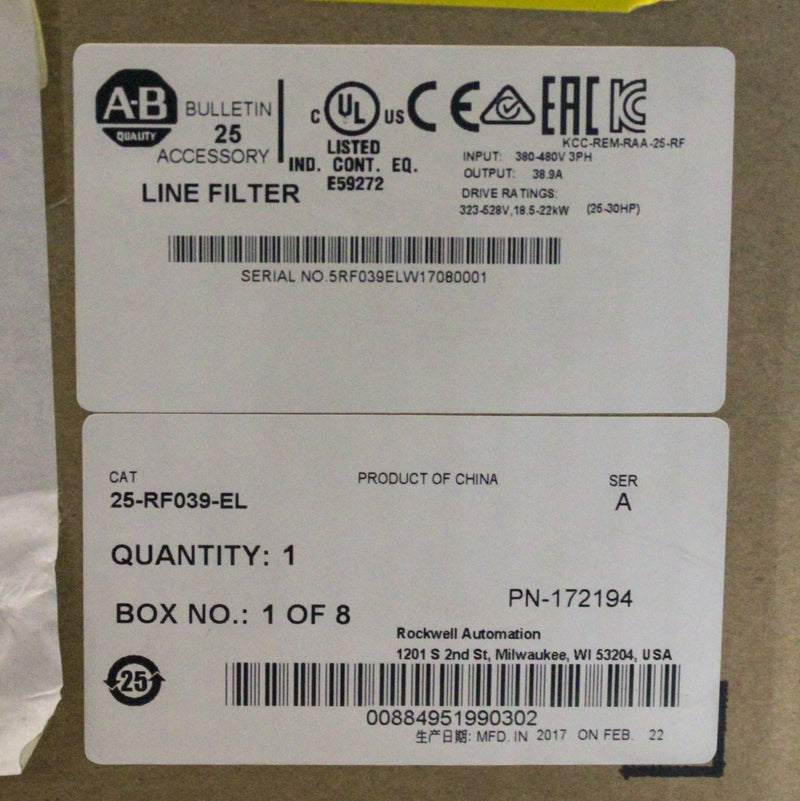 A-B
QUALITY
BULLETIN
25
ACCESSORY
LINE FILTER
C UL US
LISTED
IND. CONT. EQ.
E59272
CE
EAC
KC
KCC-REM-RAA-25-RF
INPUT: 380-480V 3PH
OUTPUT: 38.9A
DRIVE RATINGS:
323-528V,18.5-22kW (25-30HP)
SERIAL NO.5RF039ELW17080001
CAT
25-RF039-EL
PRODUCT OF CHINA
SER
A
QUANTITY: 1
BOX NO.: 1 OF 8
PN-172194
Rockwell Automation
1201 S 2nd St, Milwaukee, WI 53204, USA
25
00884951990302
生产日期: MFD. IN 2017 ON FEB. 22